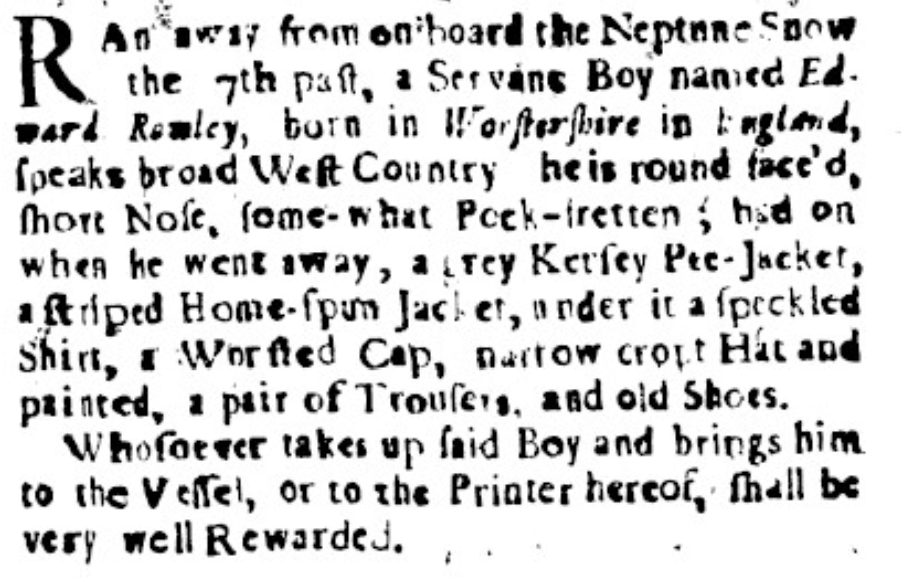 RAn away from on board the Neptune Snow
the 7th past, a Servant Boy named Ed-
ward Rowley, born in Worstershire in England,
ſpeaks broad Weſt Country he is round face'd,
ſhort Noſe, ſome-what Pock-fretten ; had on
when he went away, a grey Kerſey Pee-Jacket,
a ſtriped Home-ſpun Jacket, under it a ſpeckled
Shirt, a Worſted Cap, narrow cropt Hat and
painted, a pair of Trouſers, and old Shoes.
Whoſoever takes up ſaid Boy and brings him
to the Veſſel, or to the Printer hereof, ſhall be
very well Rewarded.